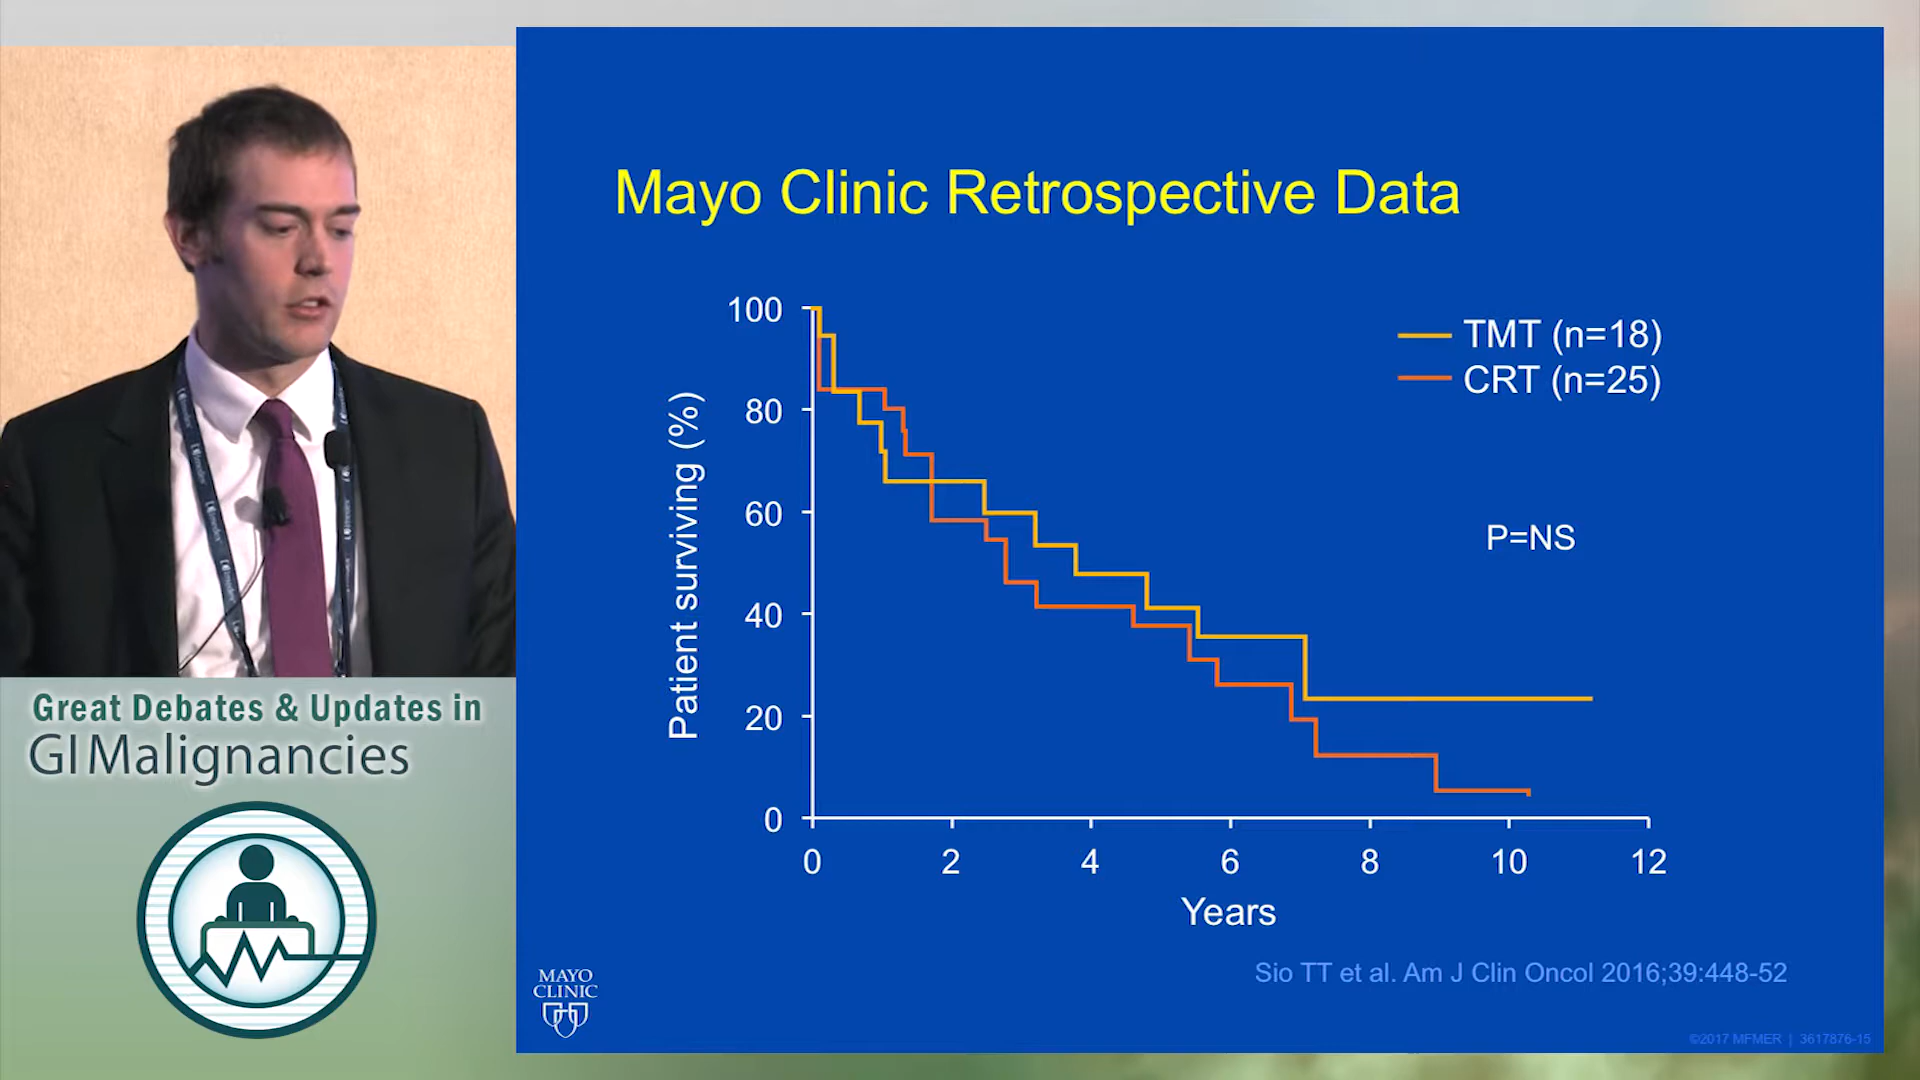 Mayo Clinic Retrospective Data
100
80
60
40
20
0
Patient surviving (%)
TMT (n=18)
CRT (n=25)
P=NS
0 2 4 6 8 10 12
Years
Sio TT et al. Am J Clin Oncol 2016;39:448-52
MAYO
CLINIC
©2017 MFMER | 3617876-15
Great Debates & Updates in
GI Malignancies